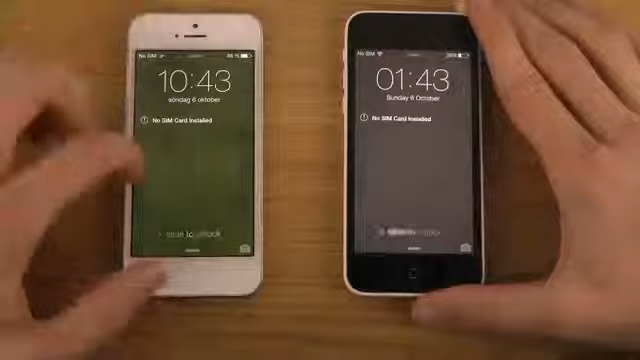 No SIM
10:43
söndag 6 oktober
No SIM Card Installed
slide to unlock
No SIM
01:43
Sunday 6 October
No SIM Card Installed